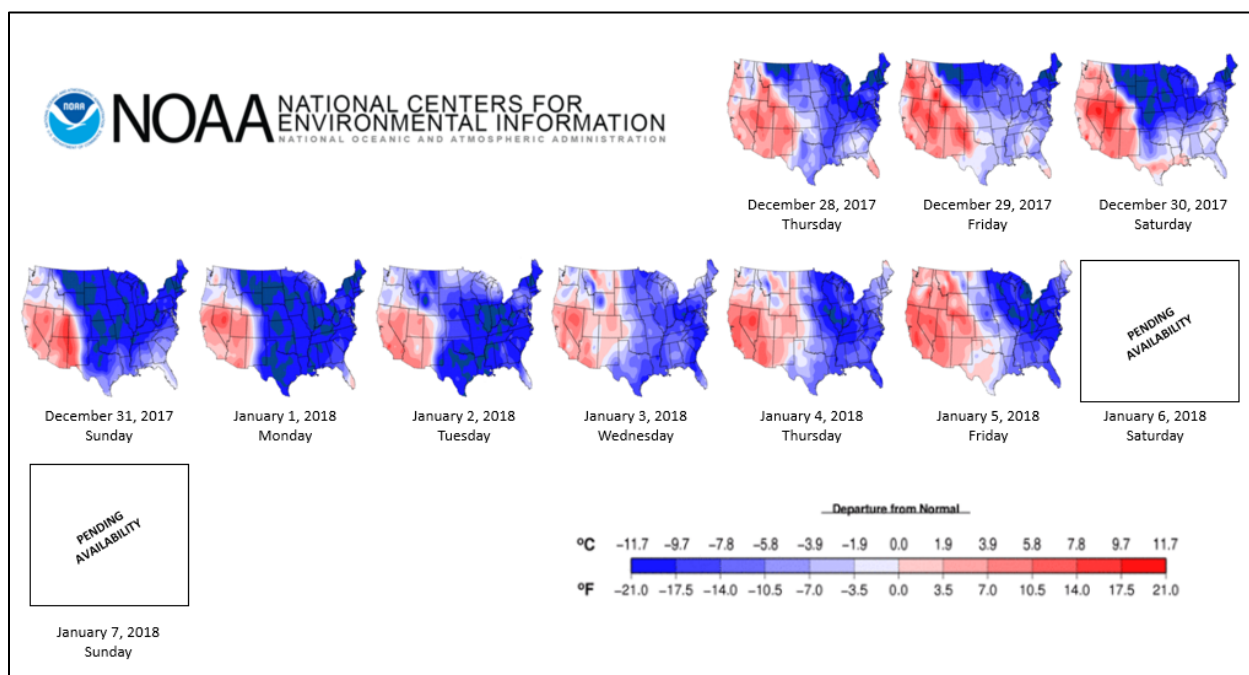 NOAA
NOAA NATIONAL CENTERS FOR
ENVIRONMENTAL INFORMATION
NATIONAL OCEANIC AND ATMOSPHERIC ADMINISTRATION
December 28, 2017
Thursday
December 29, 2017
Friday
December 30, 2017
Saturday
December 31, 2017
Sunday
January 1, 2018
Monday
January 2, 2018
Tuesday
January 3, 2018
Wednesday
January 4, 2018
Thursday
January 5, 2018
Friday
PENDING
AVAILABILITY
January 6, 2018
Saturday
PENDING
AVAILABILITY
January 7, 2018
Sunday
Departure from Normal
ºC −11.7 −9.7 −7.8 −5.8 −3.9 −1.9 0.0 1.9 3.9 5.8 7.8 9.7 11.7
ºF −21.0 −17.5 −14.0 −10.5 −7.0 −3.5 0.0 3.5 7.0 10.5 14.0 17.5 21.0